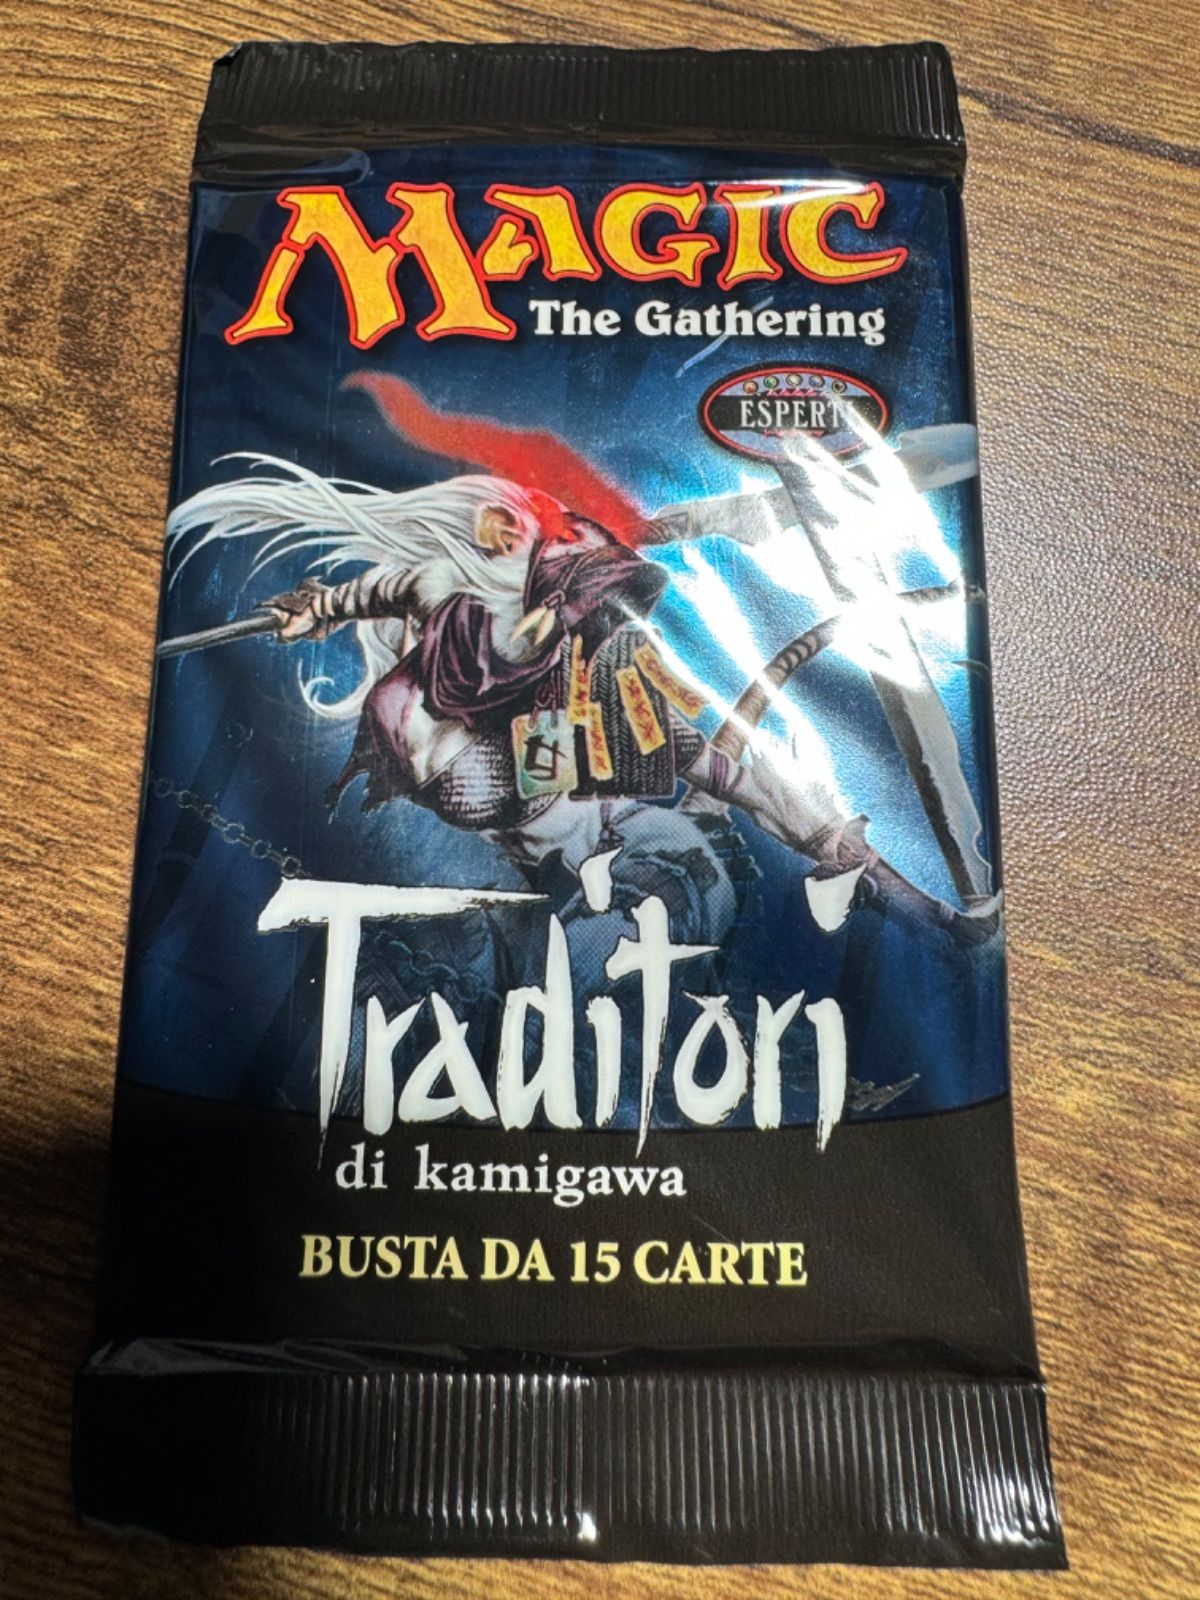 MAGIC
The Gathering
ESPERTI
Traditori
di kamigawa
BUSTA DA 15 CARTE